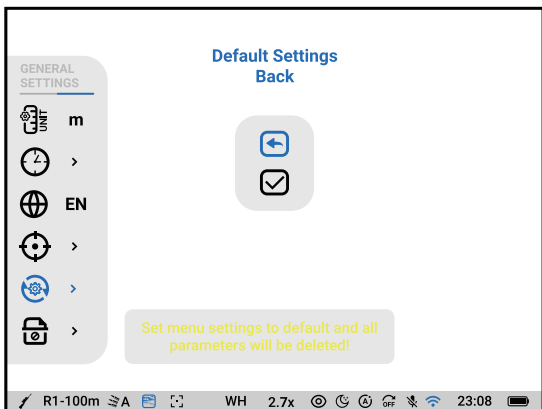 Default Settings
Back
GENERAL
SETTINGS
UNIT m
>
EN
>
>
>
Set menu settings to default and all
parameters will be deleted!
R1-100m A WH 2.7x A OFF 23:08